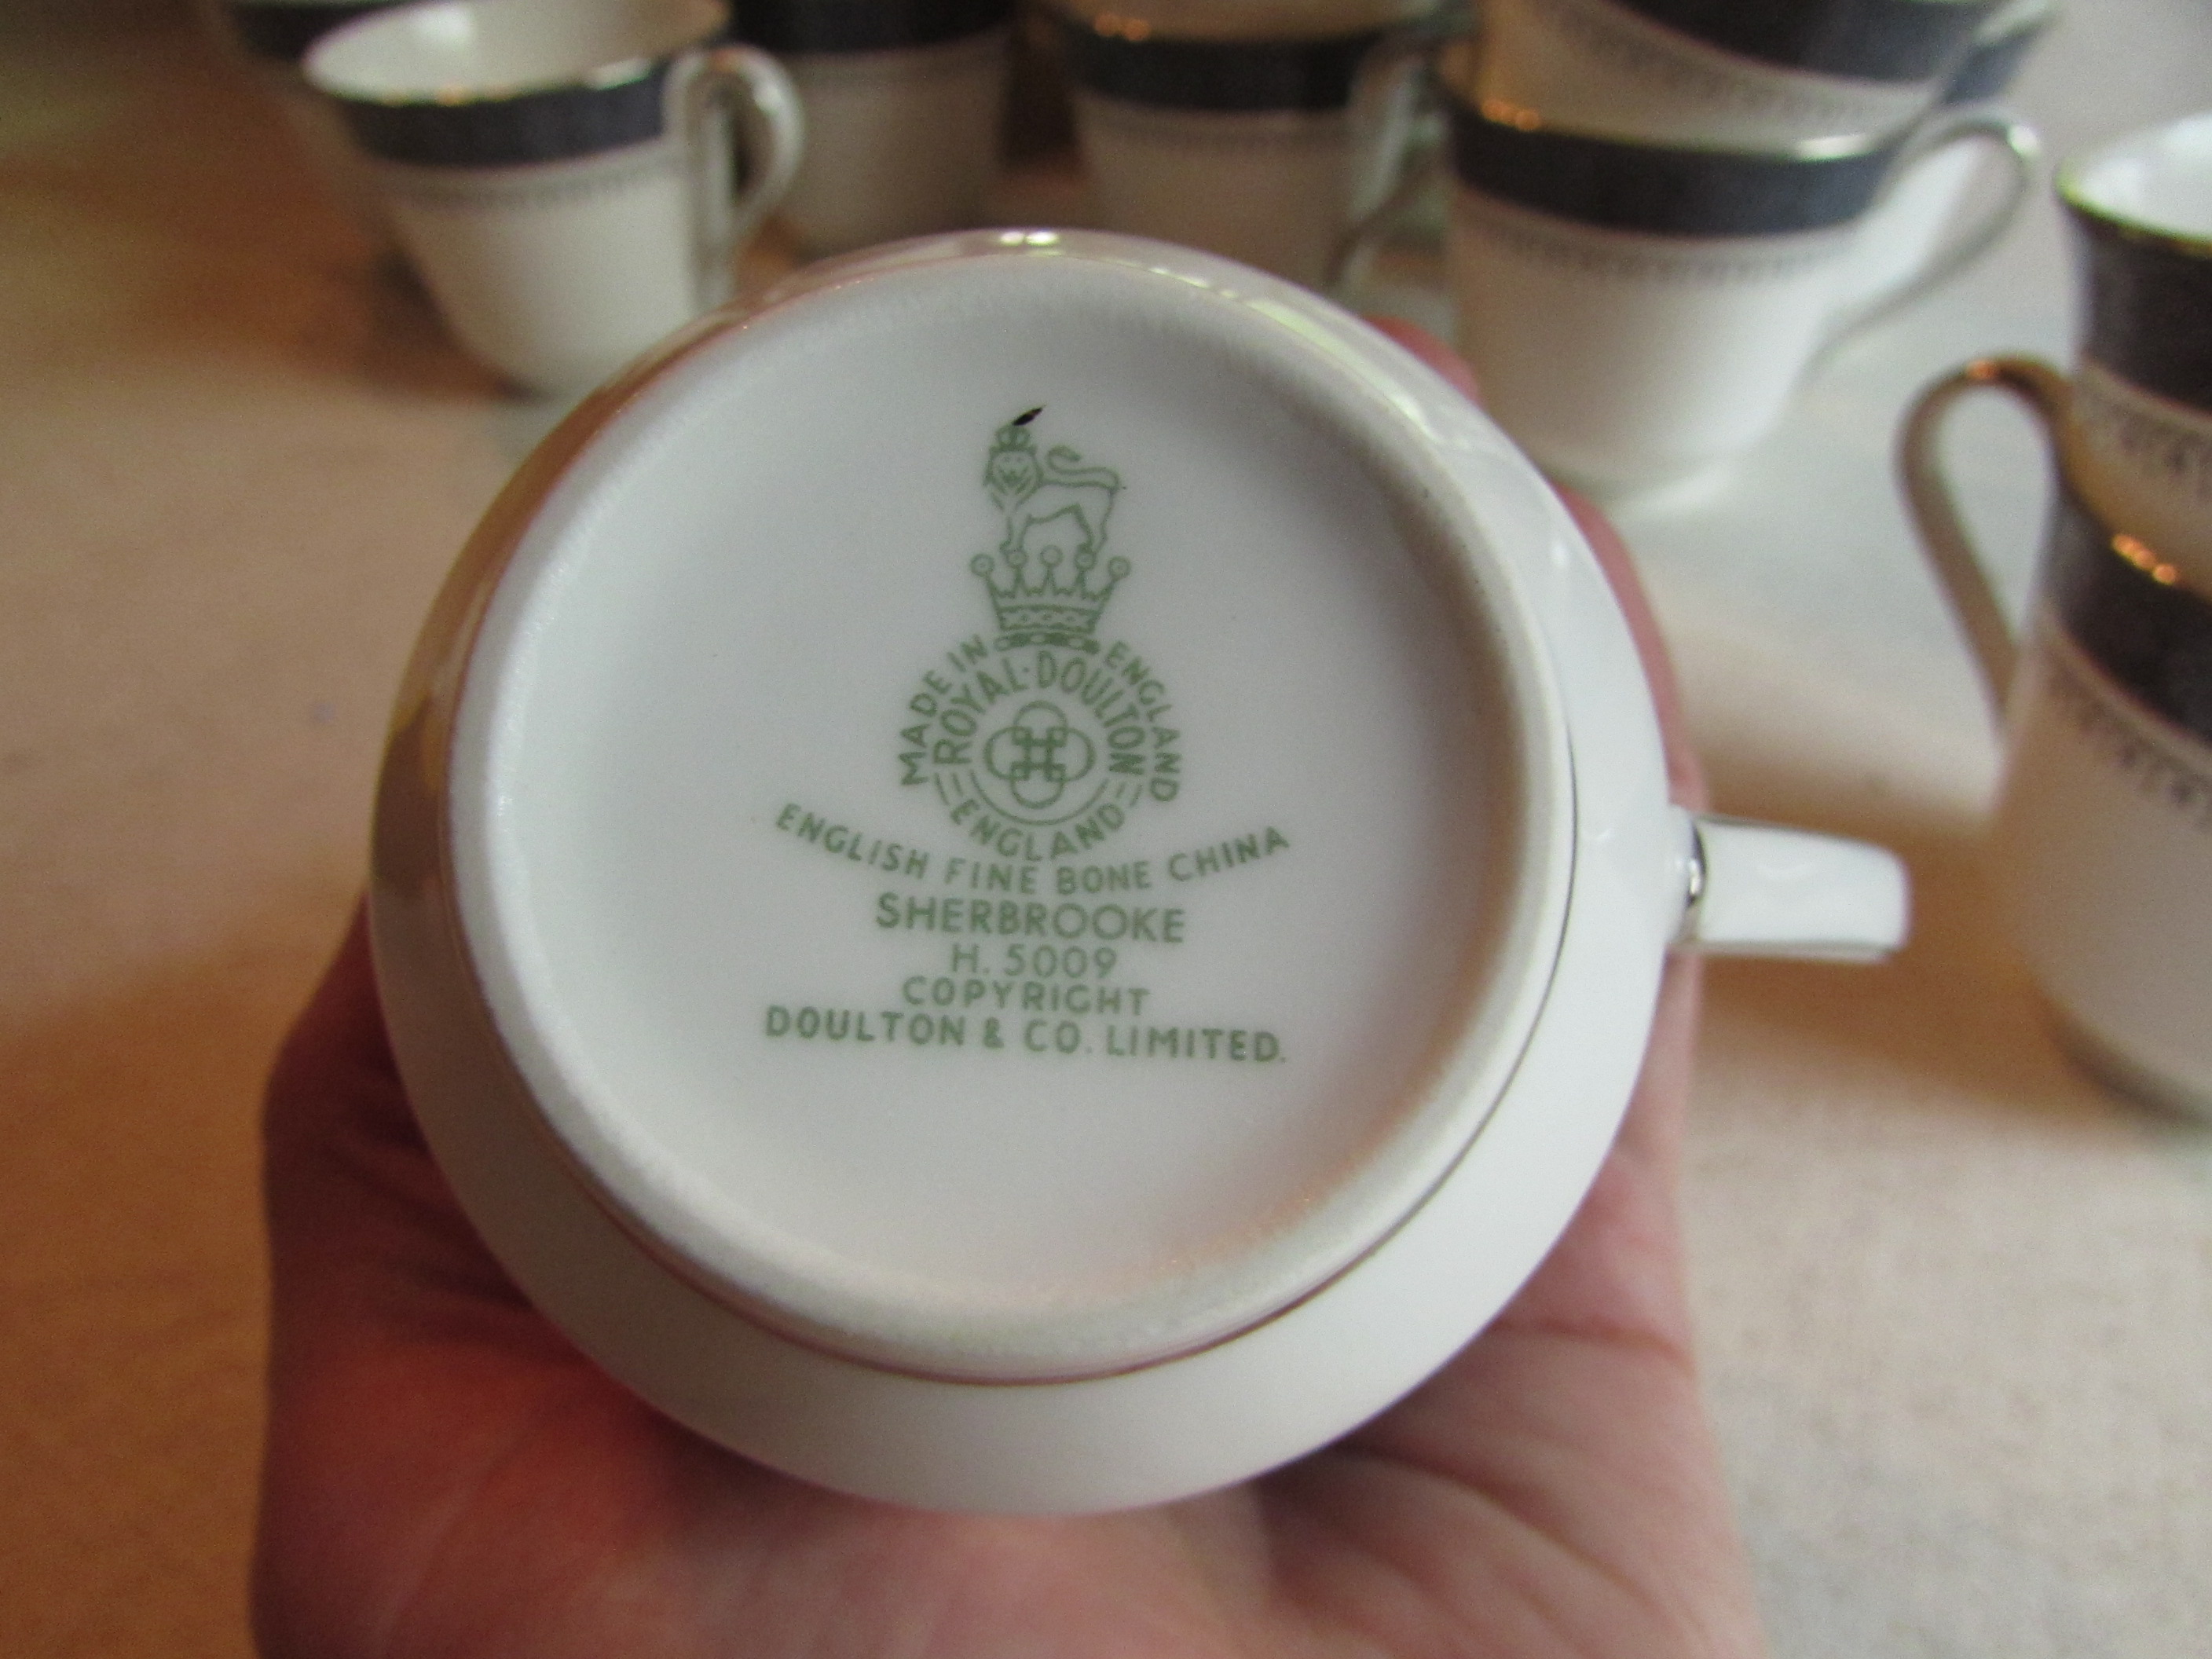 MADE IN ENGLAND
ROYAL·DOULTON
ENGLAND
ENGLISH FINE BONE CHINA
SHERBROOKE
H. 5009
COPYRIGHT
DOULTON & CO. LIMITED.